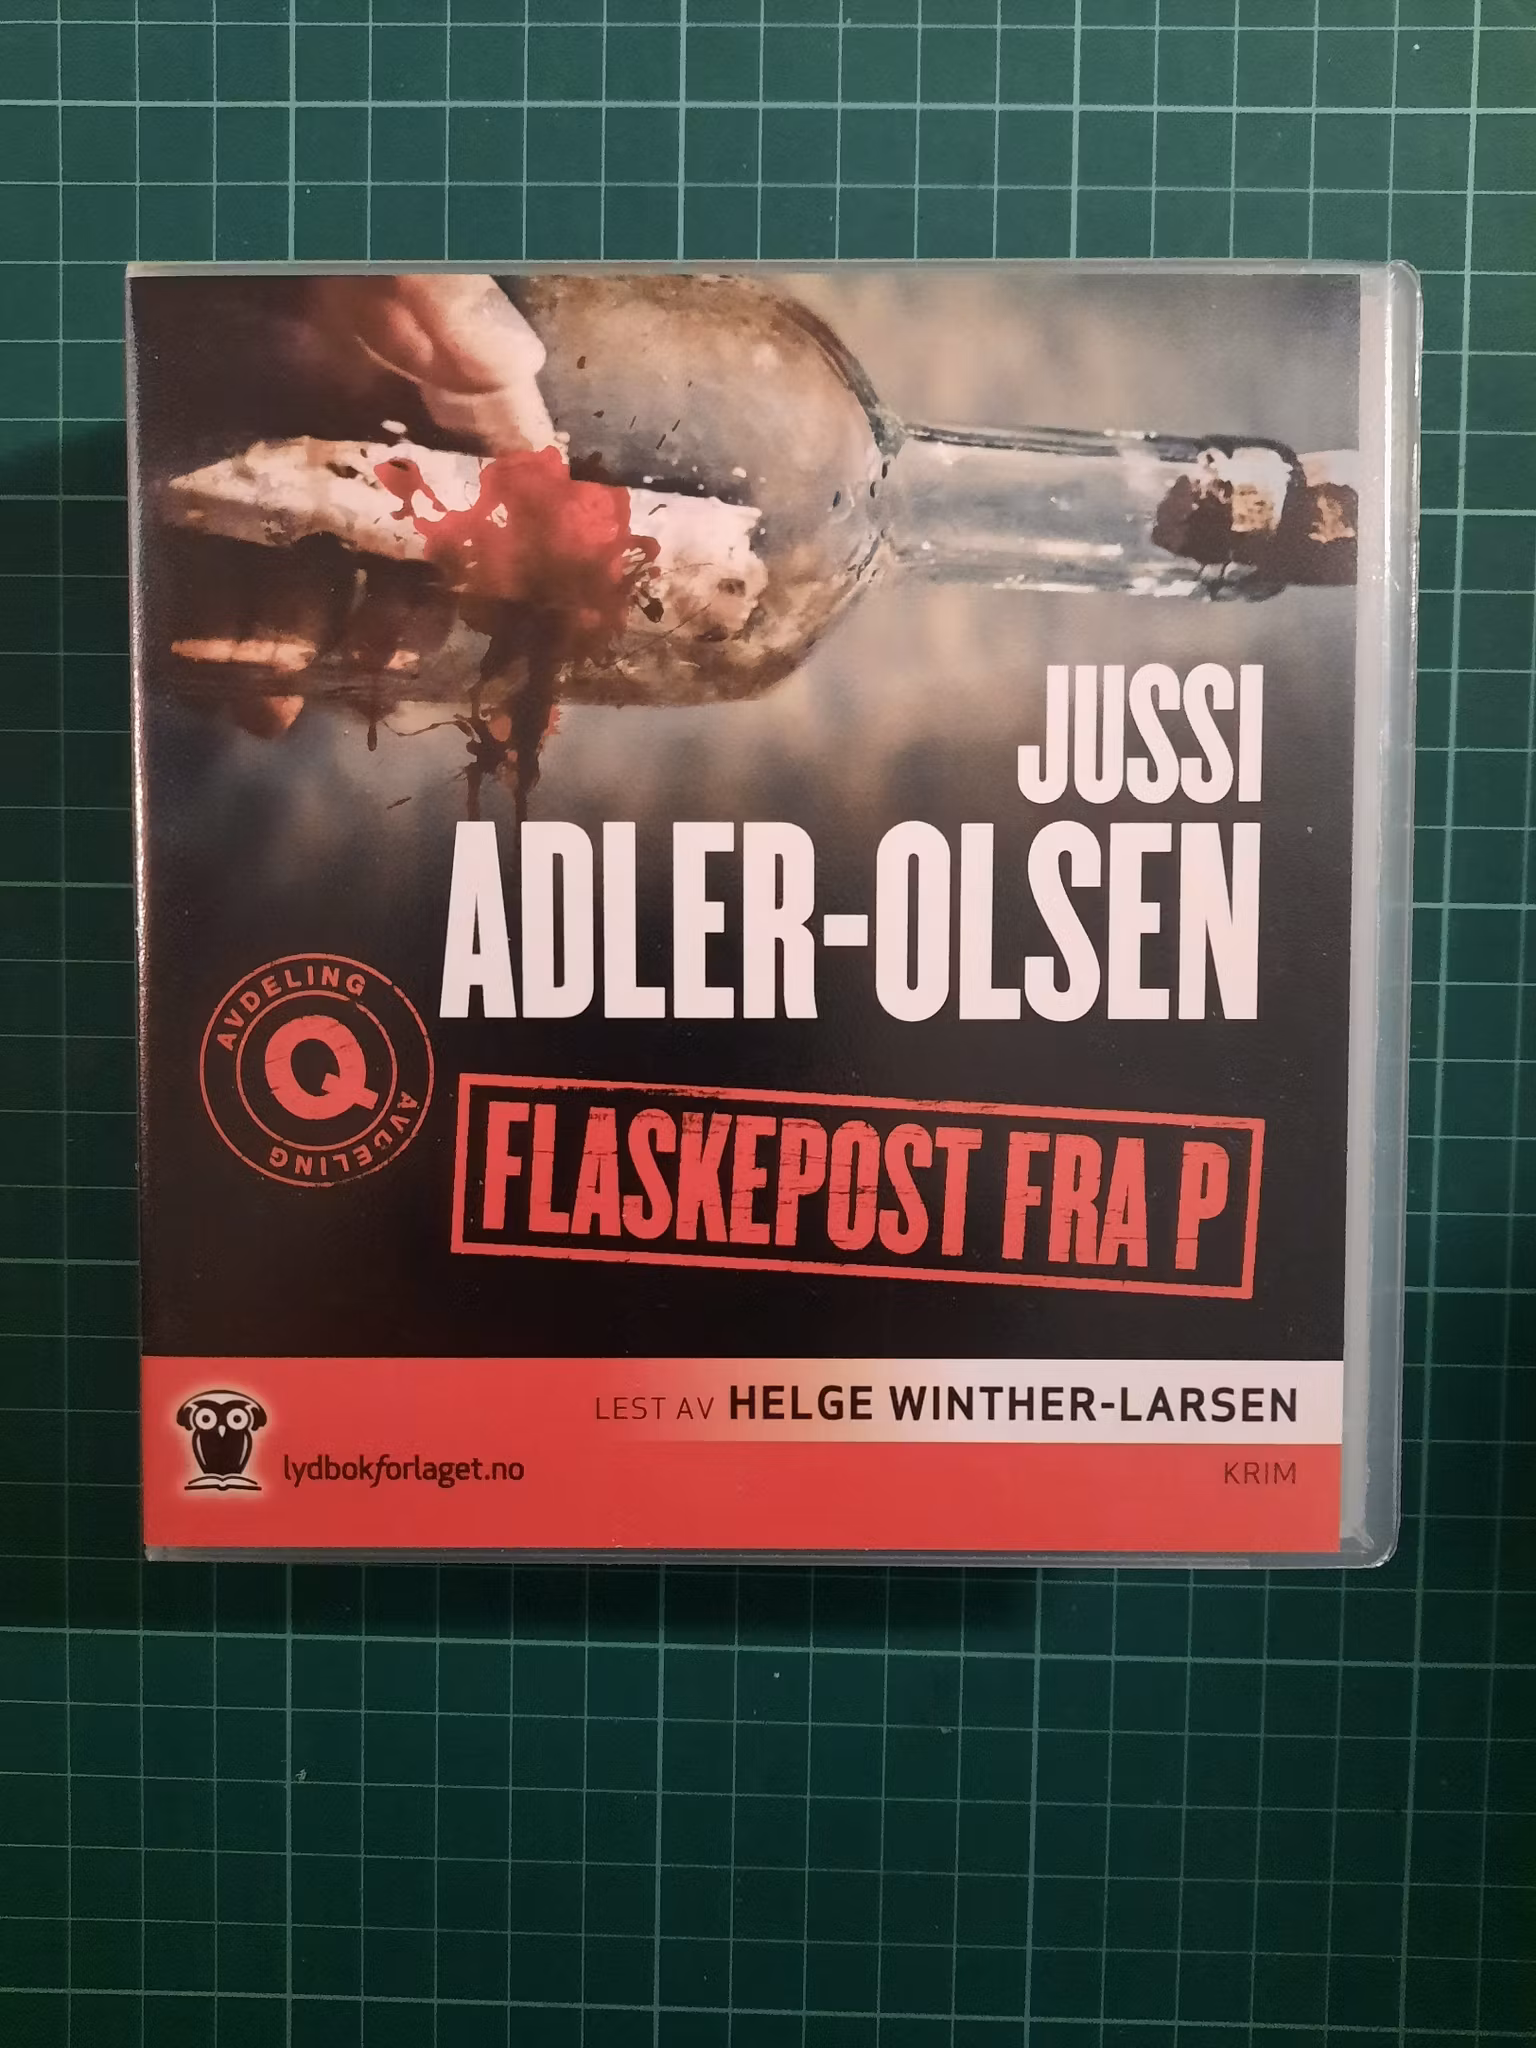 JUSSI
ADLER-OLSEN
AVDELING
Q
AVDELING
FLASKEPOST FRA P
LEST AV HELGE WINTHER-LARSEN
lydbokforlaget.no
KRIM